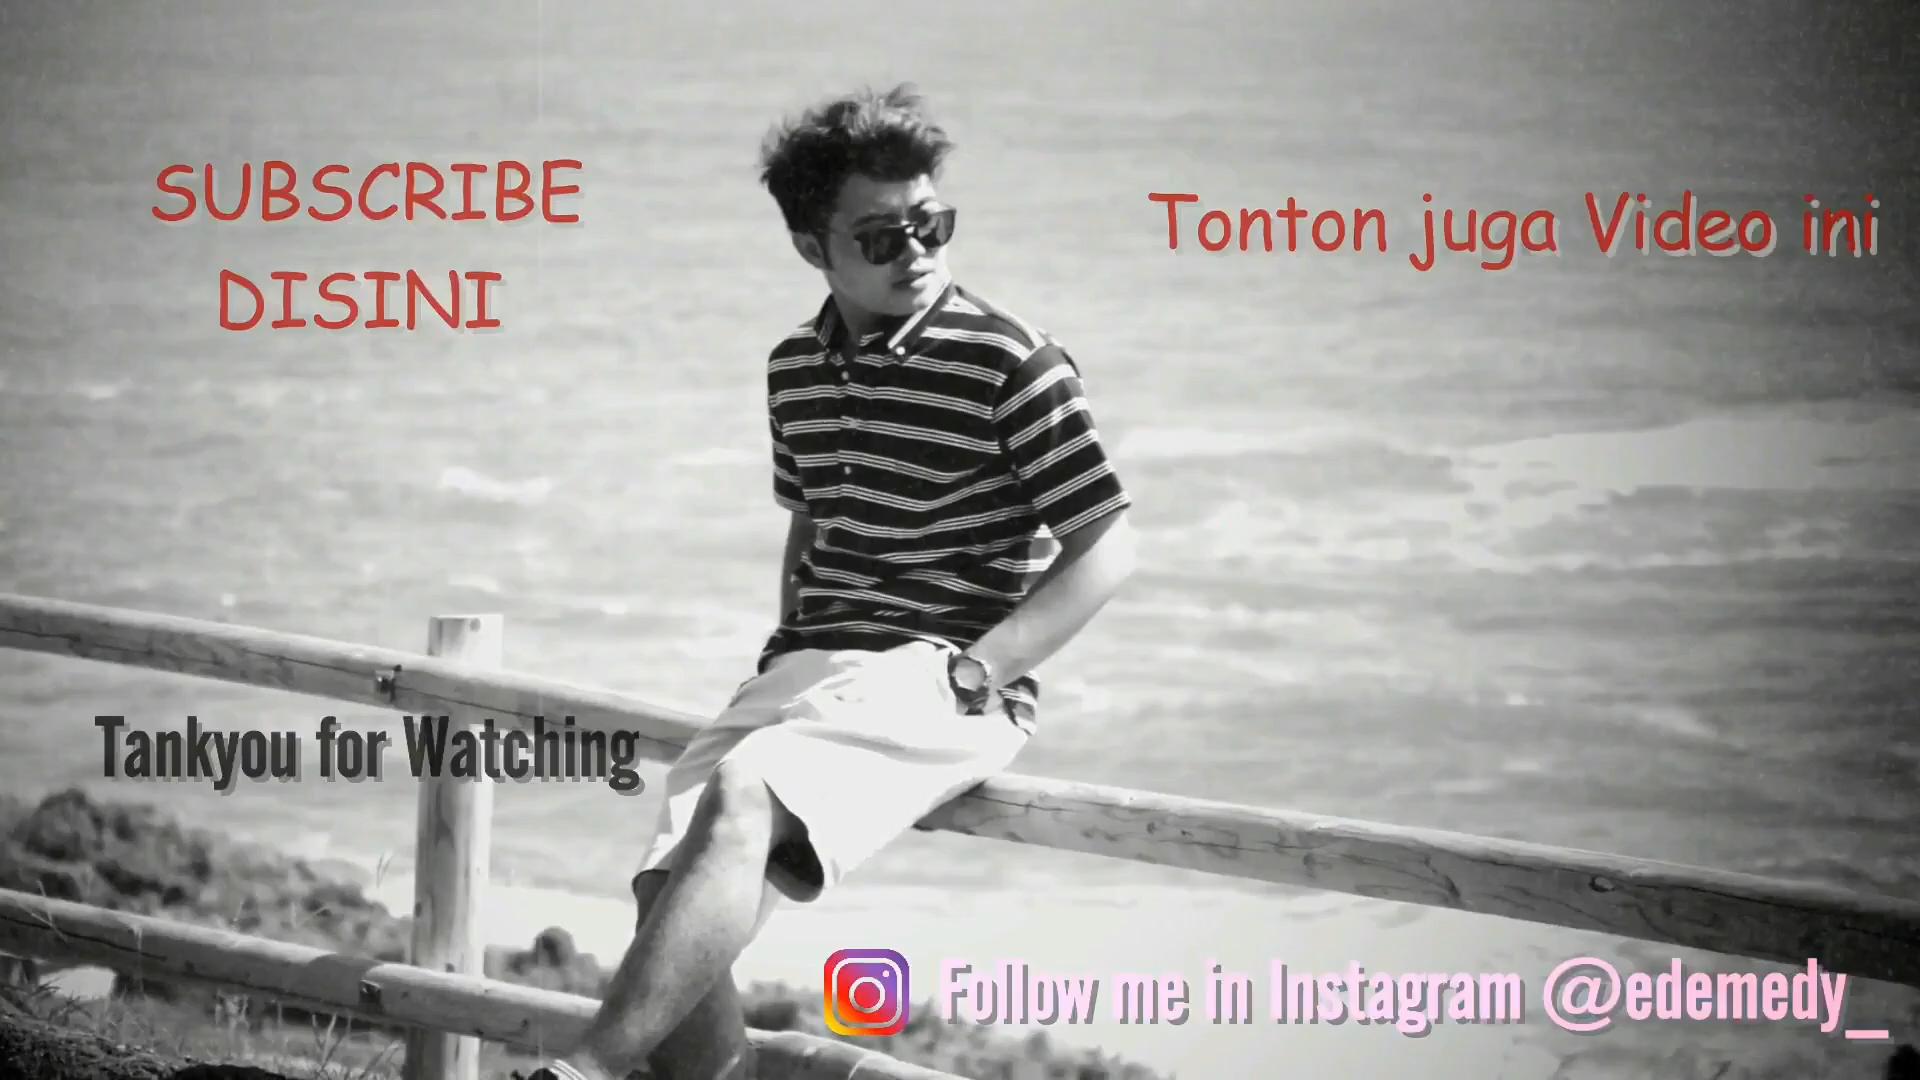 SUBSCRIBE
DISINI
Tonton juga Video ini
Tankyou for Watching
Follow me in Instagram @edemedy_